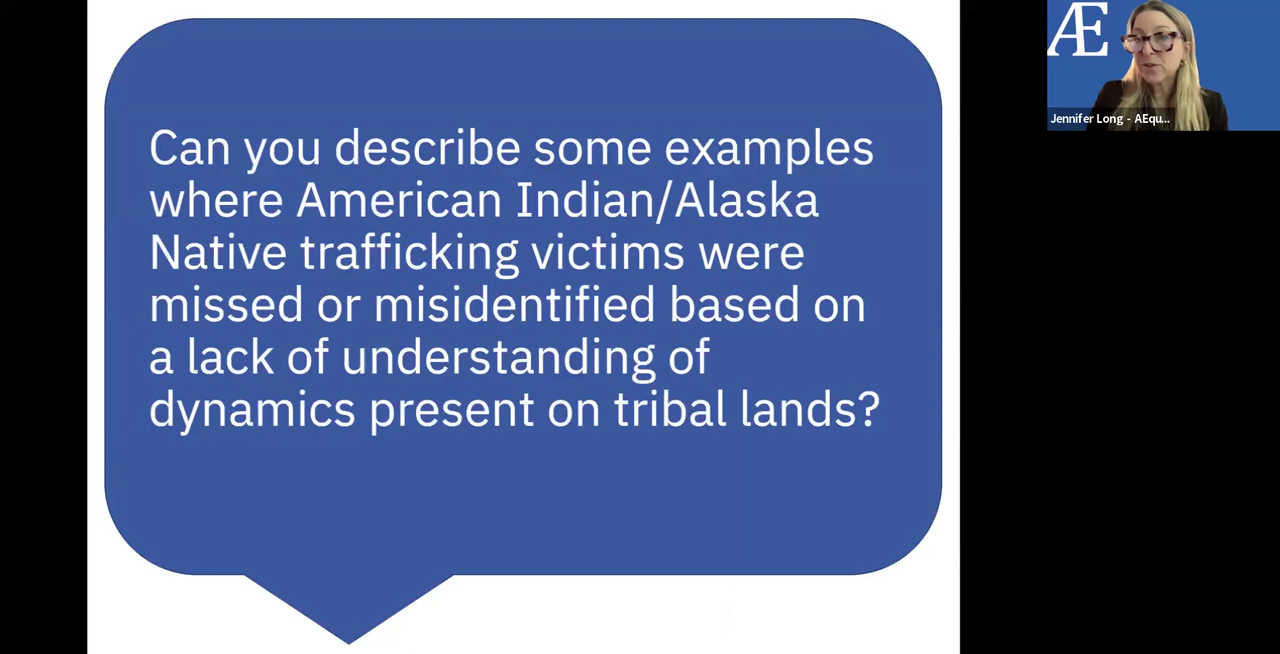 Can you describe some examples
where American Indian/Alaska
Native trafficking victims were
missed or misidentified based on
a lack of understanding of
dynamics present on tribal lands?
Æ
Jennifer Long - AEqu...